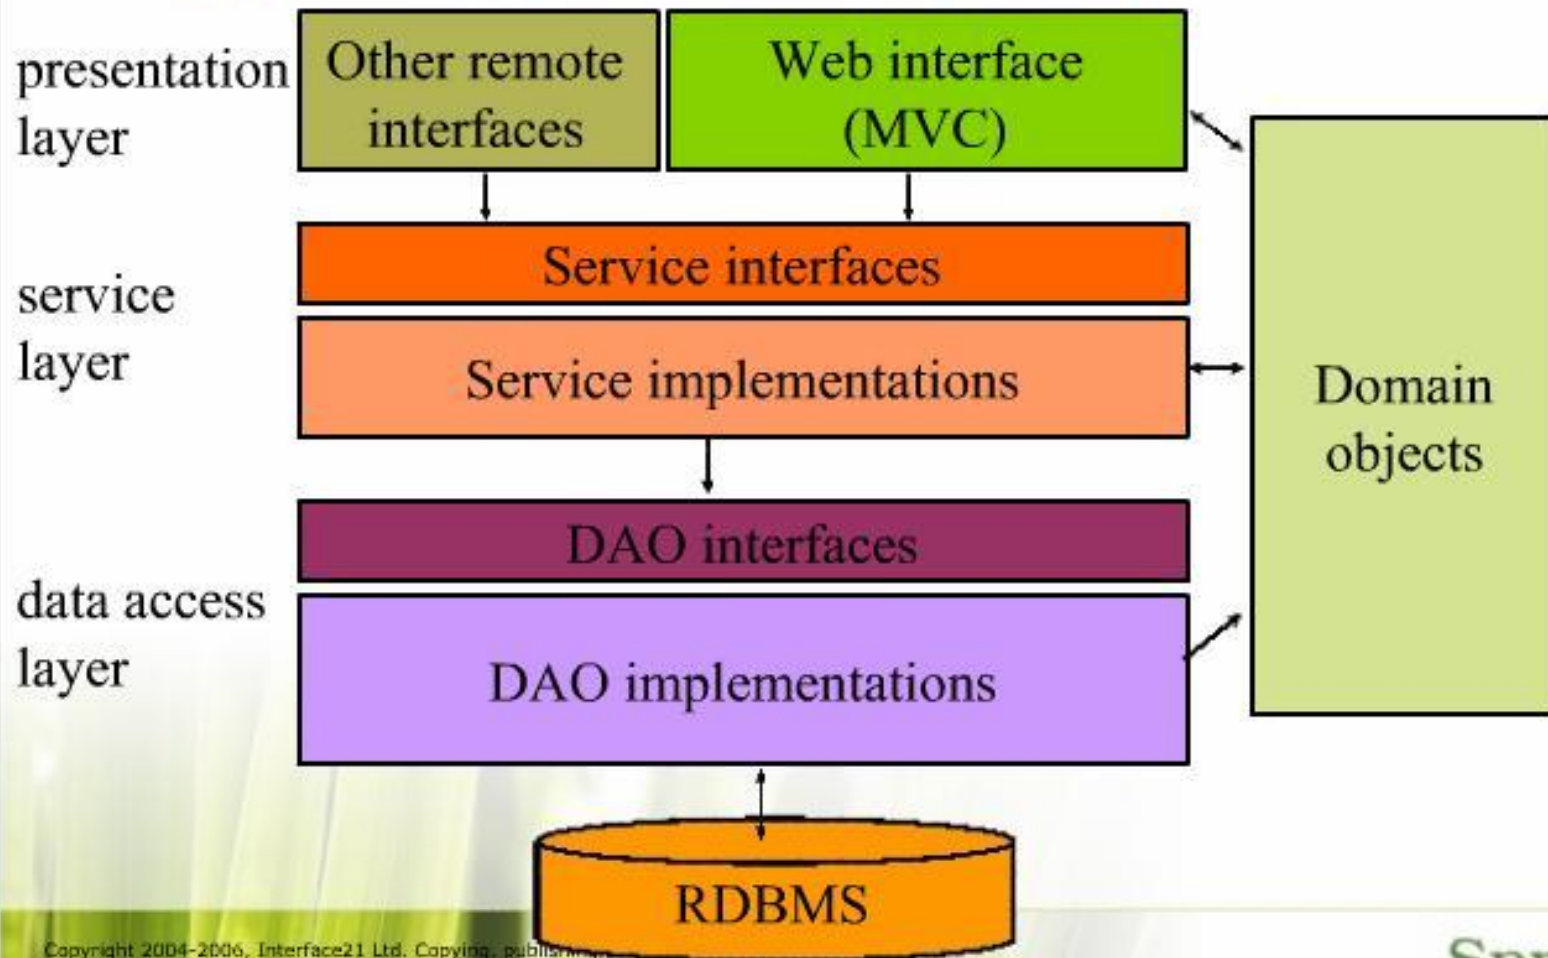 presentation
layer
Other remote
interfaces
Web interface
(MVC)
service
layer
Service interfaces
Service implementations
Domain
objects
data access
layer
DAO interfaces
DAO implementations
RDBMS
Copyright 2004-2006, Interface21 Ltd. Copying,